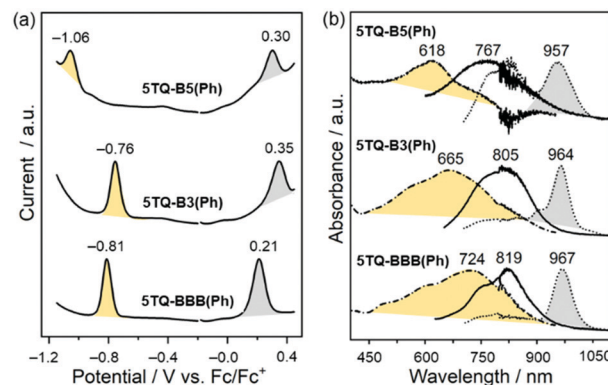 (a)
−1.06
0.30
5TQ-B5(Ph)
−0.76
0.35
5TQ-B3(Ph)
−0.81
0.21
5TQ-BBB(Ph)
Current / a.u.
−1.2 −0.8 −0.4 −0.0 0.4
Potential / V vs. Fc/Fc⁺
(b)
5TQ-B5(Ph)
618 767 957
5TQ-B3(Ph)
665 805 964
5TQ-BBB(Ph)
724 819 967
Absorbance / a.u.
450 600 750 900 1050
Wavelength / nm